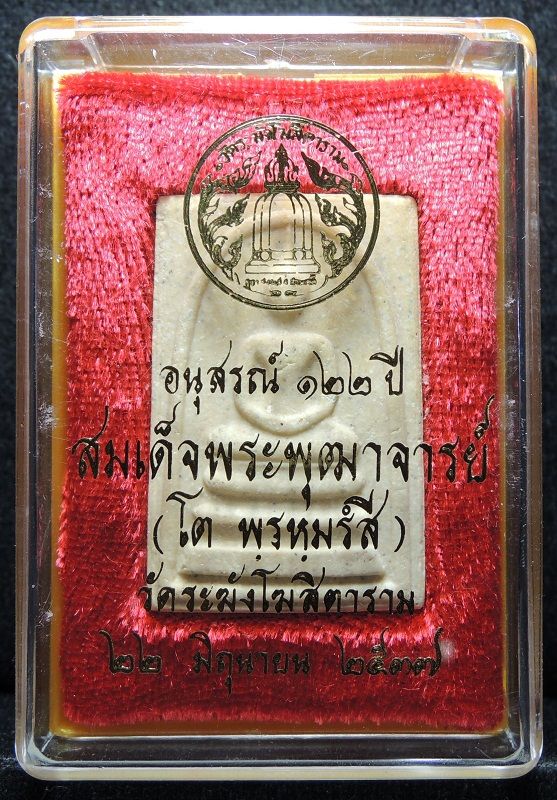 อนุสรณ์ ๑๒๒ ปี
สมเด็จพระพุฒาจารย์
(โต พฺรหฺมรํสี)
วัดระฆังโฆสิตาราม
๒๒ มิถุนายน ๒๕๓๗